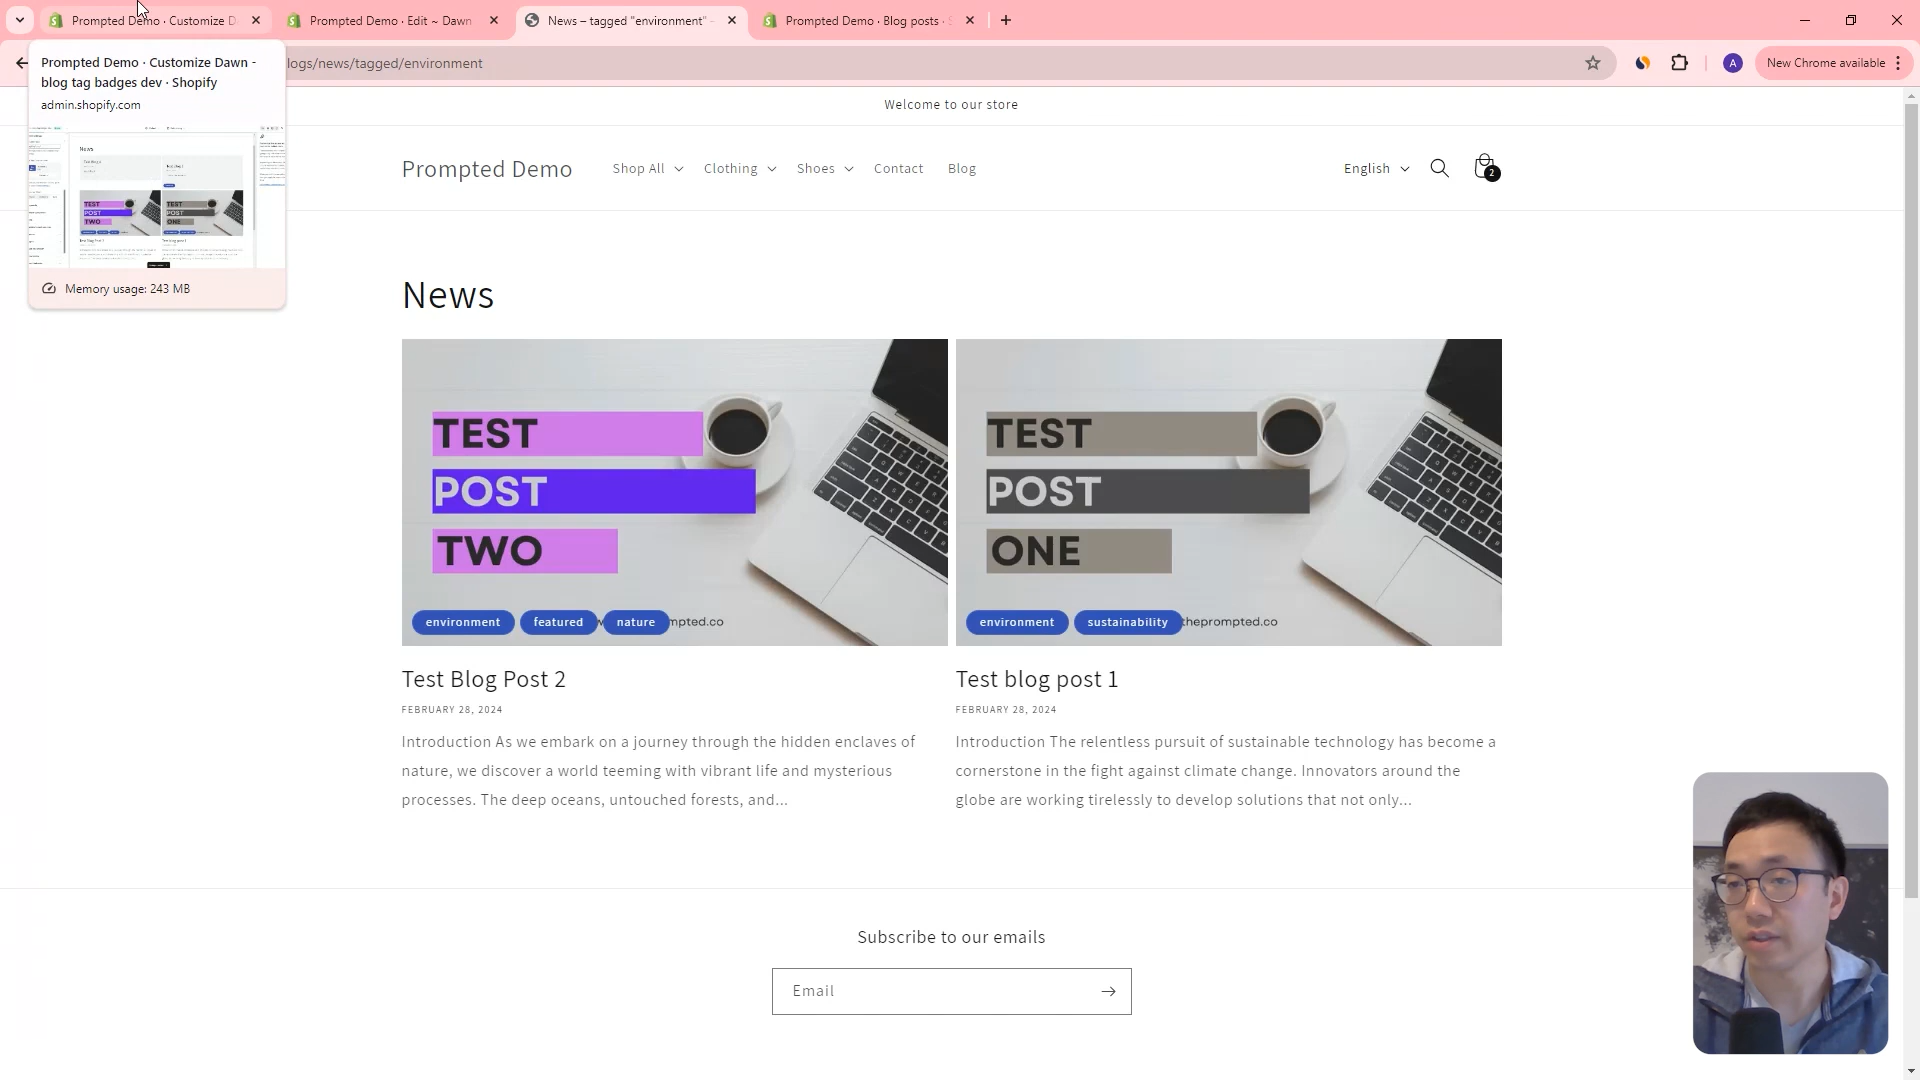 Prompted Demo · Customize D
Prompted Demo · Edit ~ Dawn
News – tagged "environment" -
Prompted Demo · Blog posts ·
logs/news/tagged/environment
A
New Chrome available
Prompted Demo · Customize Dawn -
blog tag badges dev · Shopify
admin.shopify.com
News
TEST
POST
TWO
TEST
POST
ONE
Memory usage: 243 MB
Welcome to our store
Prompted Demo
Shop All
Clothing
Shoes
Contact
Blog
English
2
News
TEST
POST
TWO
environment
featured
nature
mpted.co
Test Blog Post 2
FEBRUARY 28, 2024
Introduction As we embark on a journey through the hidden enclaves of
nature, we discover a world teeming with vibrant life and mysterious
processes. The deep oceans, untouched forests, and...
TEST
POST
ONE
environment
sustainability
theprompted.co
Test blog post 1
FEBRUARY 28, 2024
Introduction The relentless pursuit of sustainable technology has become a
cornerstone in the fight against climate change. Innovators around the
globe are working tirelessly to develop solutions that not only...
Subscribe to our emails
Email